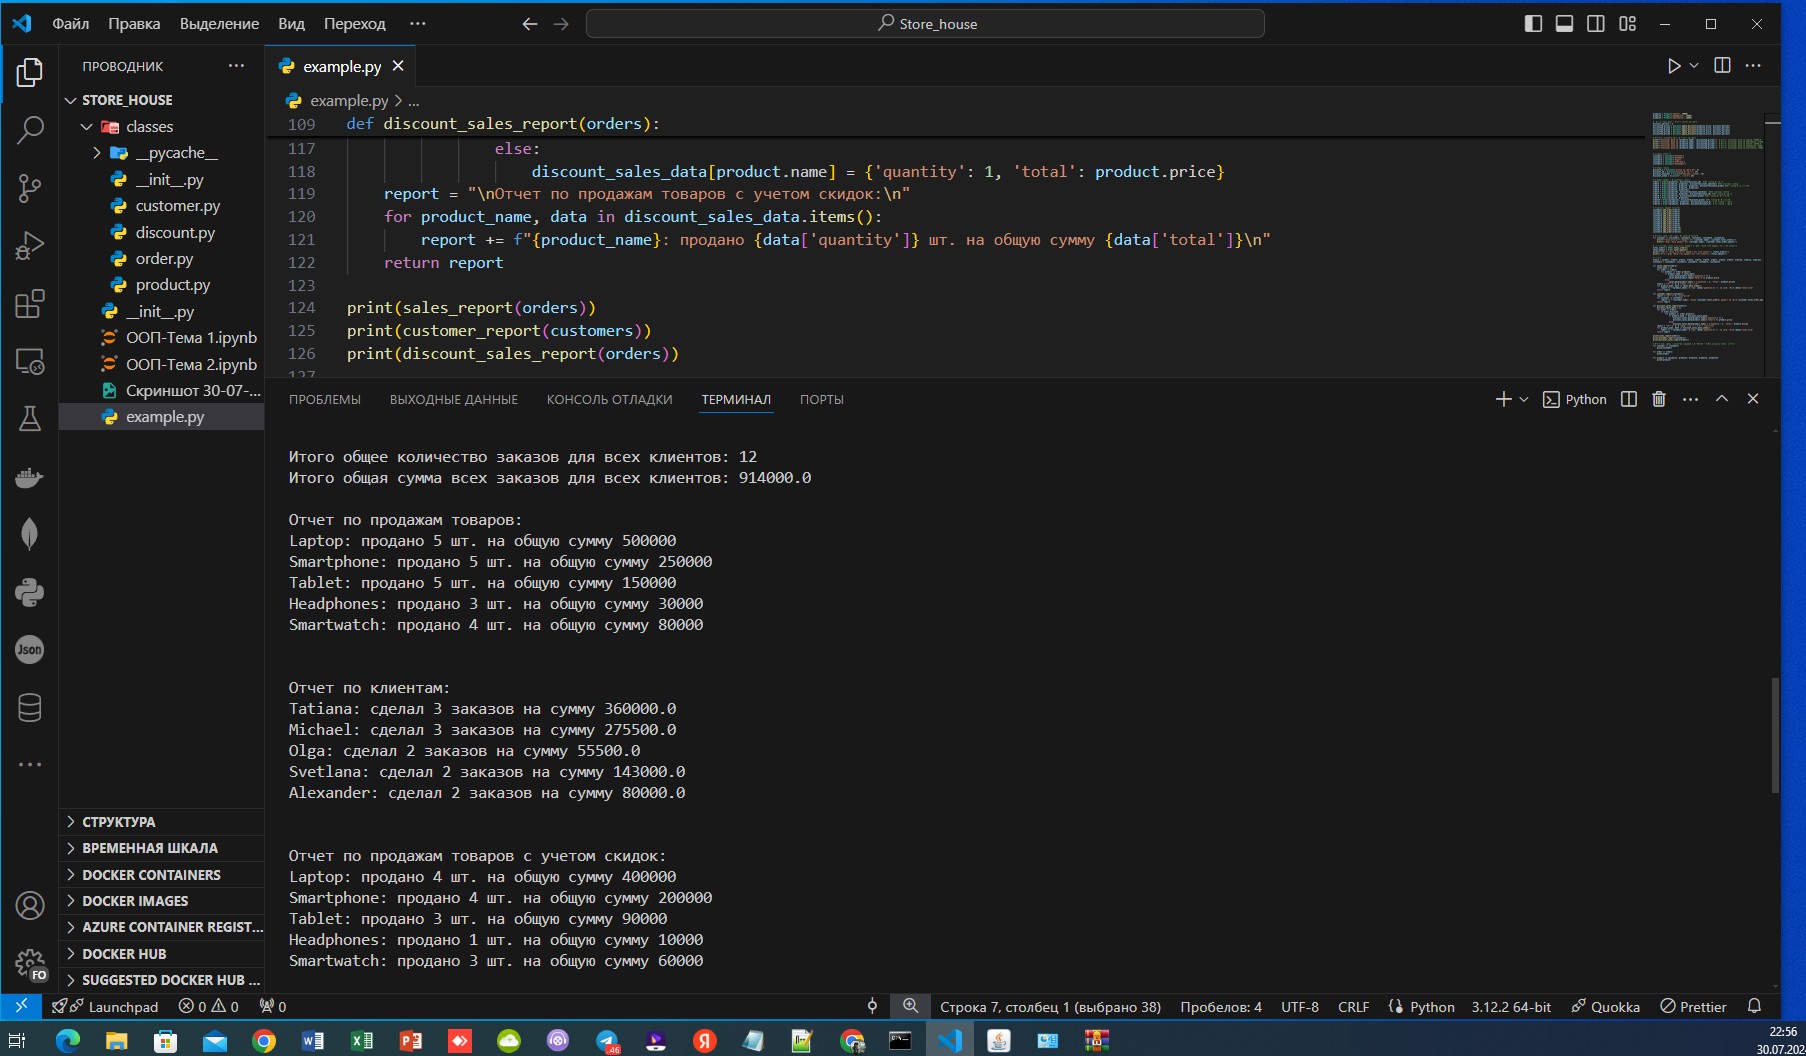 Файл Правка Выделение Вид Переход ···
Store_house
ПРОВОДНИК ···
example.py
example.py > ...
STORE_HOUSE
classes
__pycache__
__init__.py
customer.py
discount.py
order.py
product.py
__init__.py
ООП-Тема 1.ipynb
ООП-Тема 2.ipynb
Скриншот 30-07-...
example.py
109 def discount_sales_report(orders):
117 else:
118 discount_sales_data[product.name] = {'quantity': 1, 'total': product.price}
119 report = "\nОтчет по продажам товаров с учетом скидок:\n"
120 for product_name, data in discount_sales_data.items():
121 report += f"{product_name}: продано {data['quantity']} шт. на общую сумму {data['total']}\n"
122 return report
123
124 print(sales_report(orders))
125 print(customer_report(customers))
126 print(discount_sales_report(orders))
127
ПРОБЛЕМЫ ВЫХОДНЫЕ ДАННЫЕ КОНСОЛЬ ОТЛАДКИ ТЕРМИНАЛ ПОРТЫ
Python
Итого общее количество заказов для всех клиентов: 12
Итого общая сумма всех заказов для всех клиентов: 914000.0
Отчет по продажам товаров:
Laptop: продано 5 шт. на общую сумму 500000
Smartphone: продано 5 шт. на общую сумму 250000
Tablet: продано 5 шт. на общую сумму 150000
Headphones: продано 3 шт. на общую сумму 30000
Smartwatch: продано 4 шт. на общую сумму 80000
Отчет по клиентам:
Tatiana: сделал 3 заказов на сумму 360000.0
Michael: сделал 3 заказов на сумму 275500.0
Olga: сделал 2 заказов на сумму 55500.0
Svetlana: сделал 2 заказов на сумму 143000.0
Alexander: сделал 2 заказов на сумму 80000.0
Отчет по продажам товаров с учетом скидок:
Laptop: продано 4 шт. на общую сумму 400000
Smartphone: продано 4 шт. на общую сумму 200000
Tablet: продано 3 шт. на общую сумму 90000
Headphones: продано 1 шт. на общую сумму 10000
Smartwatch: продано 3 шт. на общую сумму 60000
Json
СТРУКТУРА
ВРЕМЕННАЯ ШКАЛА
DOCKER CONTAINERS
DOCKER IMAGES
AZURE CONTAINER REGIST...
DOCKER HUB
SUGGESTED DOCKER HUB ...
FO
Launchpad 0 0 0
Строка 7, столбец 1 (выбрано 38) Пробелов: 4 UTF-8 CRLF Python 3.12.2 64-bit Quokka Prettier
22:56
30.07.202